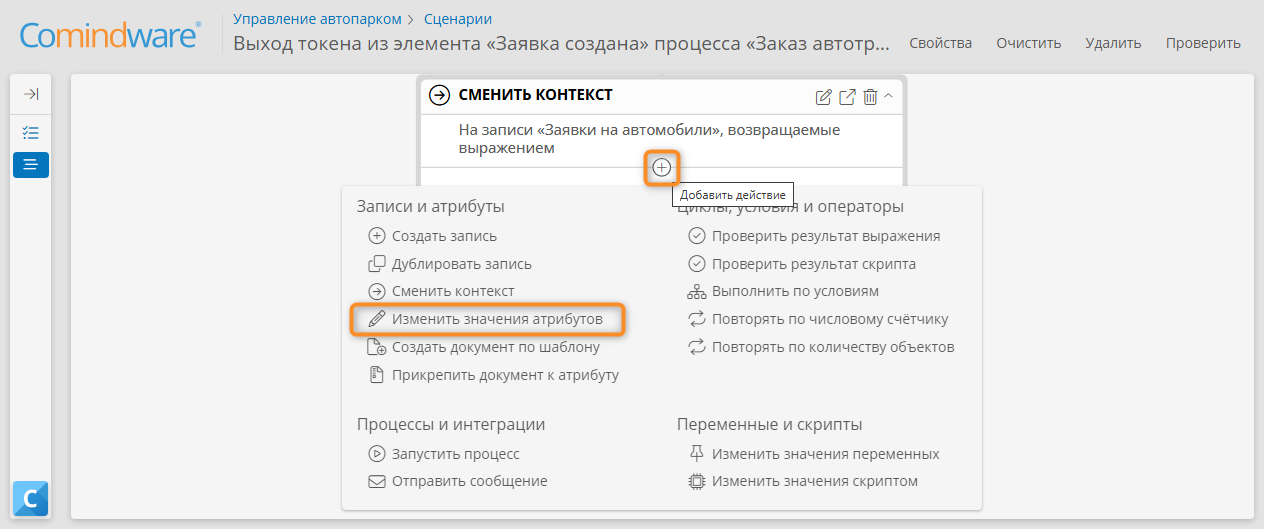 Comindware®
Управление автопарком > Сценарии
Выход токена из элемента «Заявка создана» процесса «Заказ автотр...
Свойства Очистить Удалить Проверить
СМЕНИТЬ КОНТЕКСТ
На записи «Заявки на автомобили», возвращаемые
выражением
Добавить действие
Записи и атрибуты
Создать запись
Дублировать запись
Сменить контекст
Изменить значения атрибутов
Создать документ по шаблону
Прикрепить документ к атрибуту
Циклы, условия и операторы
Проверить результат выражения
Проверить результат скрипта
Выполнить по условиям
Повторять по числовому счётчику
Повторять по количеству объектов
Процессы и интеграции
Запустить процесс
Отправить сообщение
Переменные и скрипты
Изменить значения переменных
Изменить значения скриптом
C